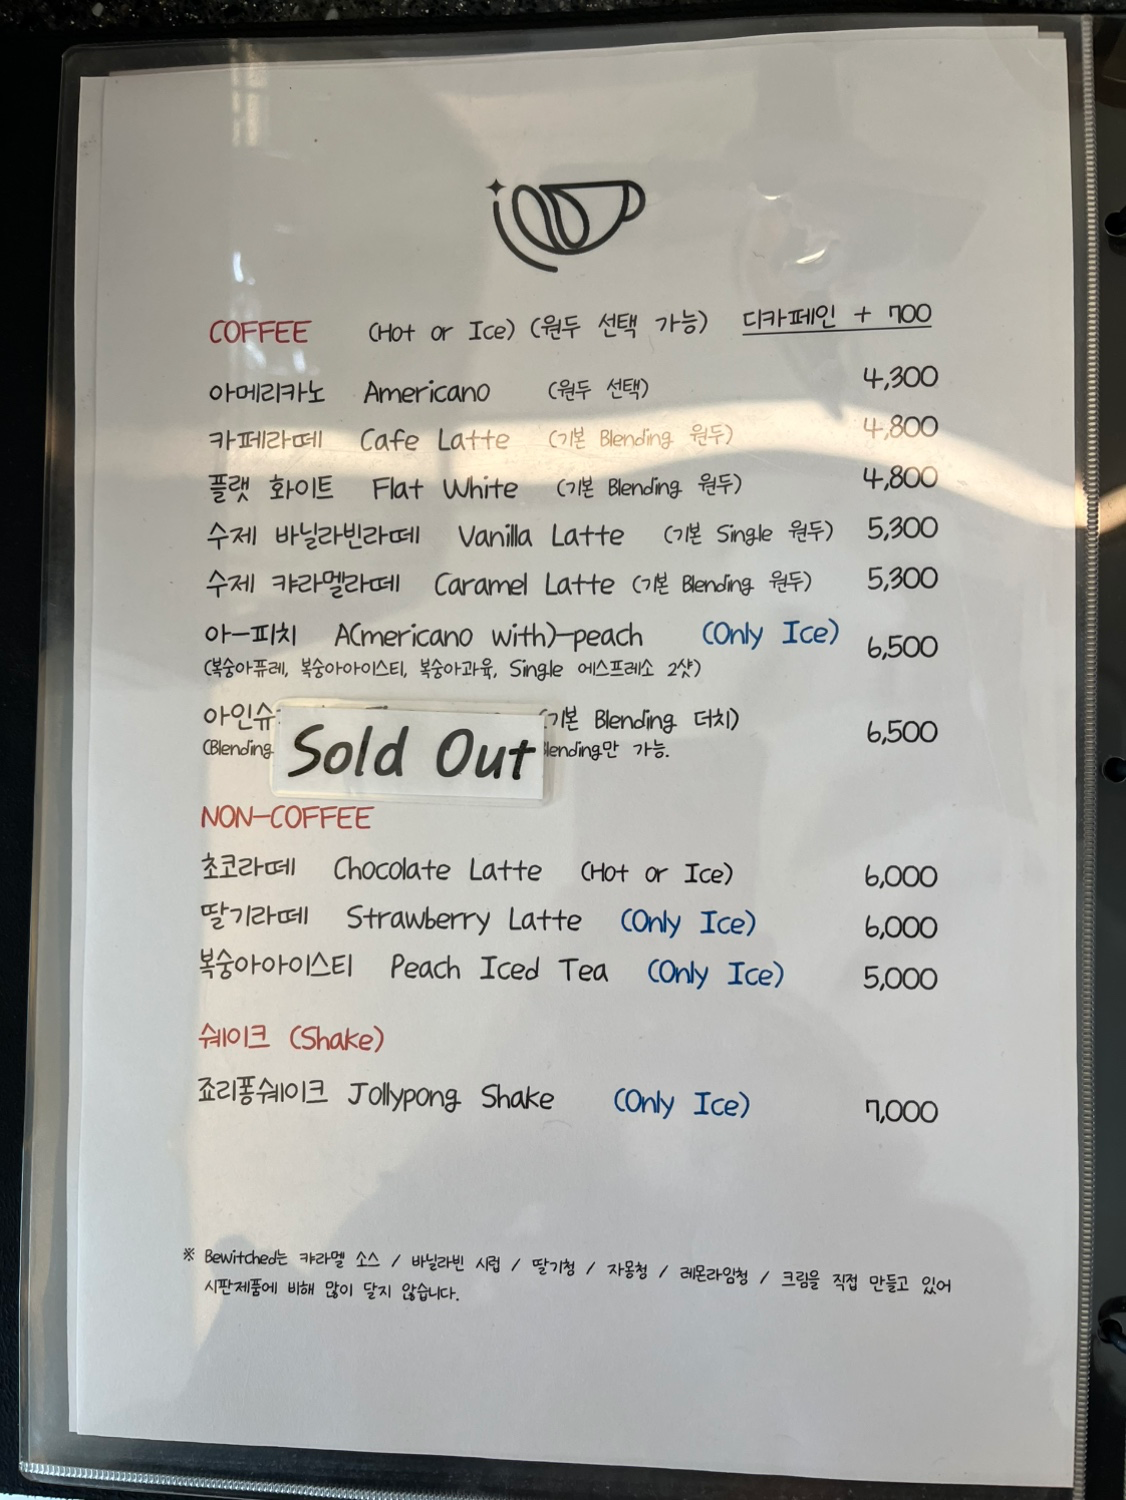 COFFEE (Hot or Ice) (원두 선택 가능) 디카페인 + 700
아메리카노 Americano (원두 선택) 4,300
카페라떼 Cafe Latte (기본 Blending 원두) 4,800
플랫 화이트 Flat White (기본 Blending 원두) 4,800
수제 바닐라빈라떼 Vanilla Latte (기본 Single 원두) 5,300
수제 캬라멜라떼 Caramel Latte (기본 Blending 원두) 5,300
아-피치 A(mericano with)-peach (Only Ice) 6,500
(복숭아퓨레, 복숭아아이스티, 복숭아과육, Single 에스프레소 2샷)
아인슈 (기본 Blending 더치) 6,500
(Blending lending만 가능.
Sold Out
NON-COFFEE
초코라떼 Chocolate Latte (Hot or Ice) 6,000
딸기라떼 Strawberry Latte (Only Ice) 6,000
복숭아아이스티 Peach Iced Tea (Only Ice) 5,000
쉐이크 (Shake)
죠리퐁쉐이크 Jollypong Shake (Only Ice) 7,000
※ Bewitched는 캬라멜 소스 / 바닐라빈 시럽 / 딸기청 / 자몽청 / 레몬라임청 / 크림을 직접 만들고 있어
시판제품에 비해 많이 달지 않습니다.